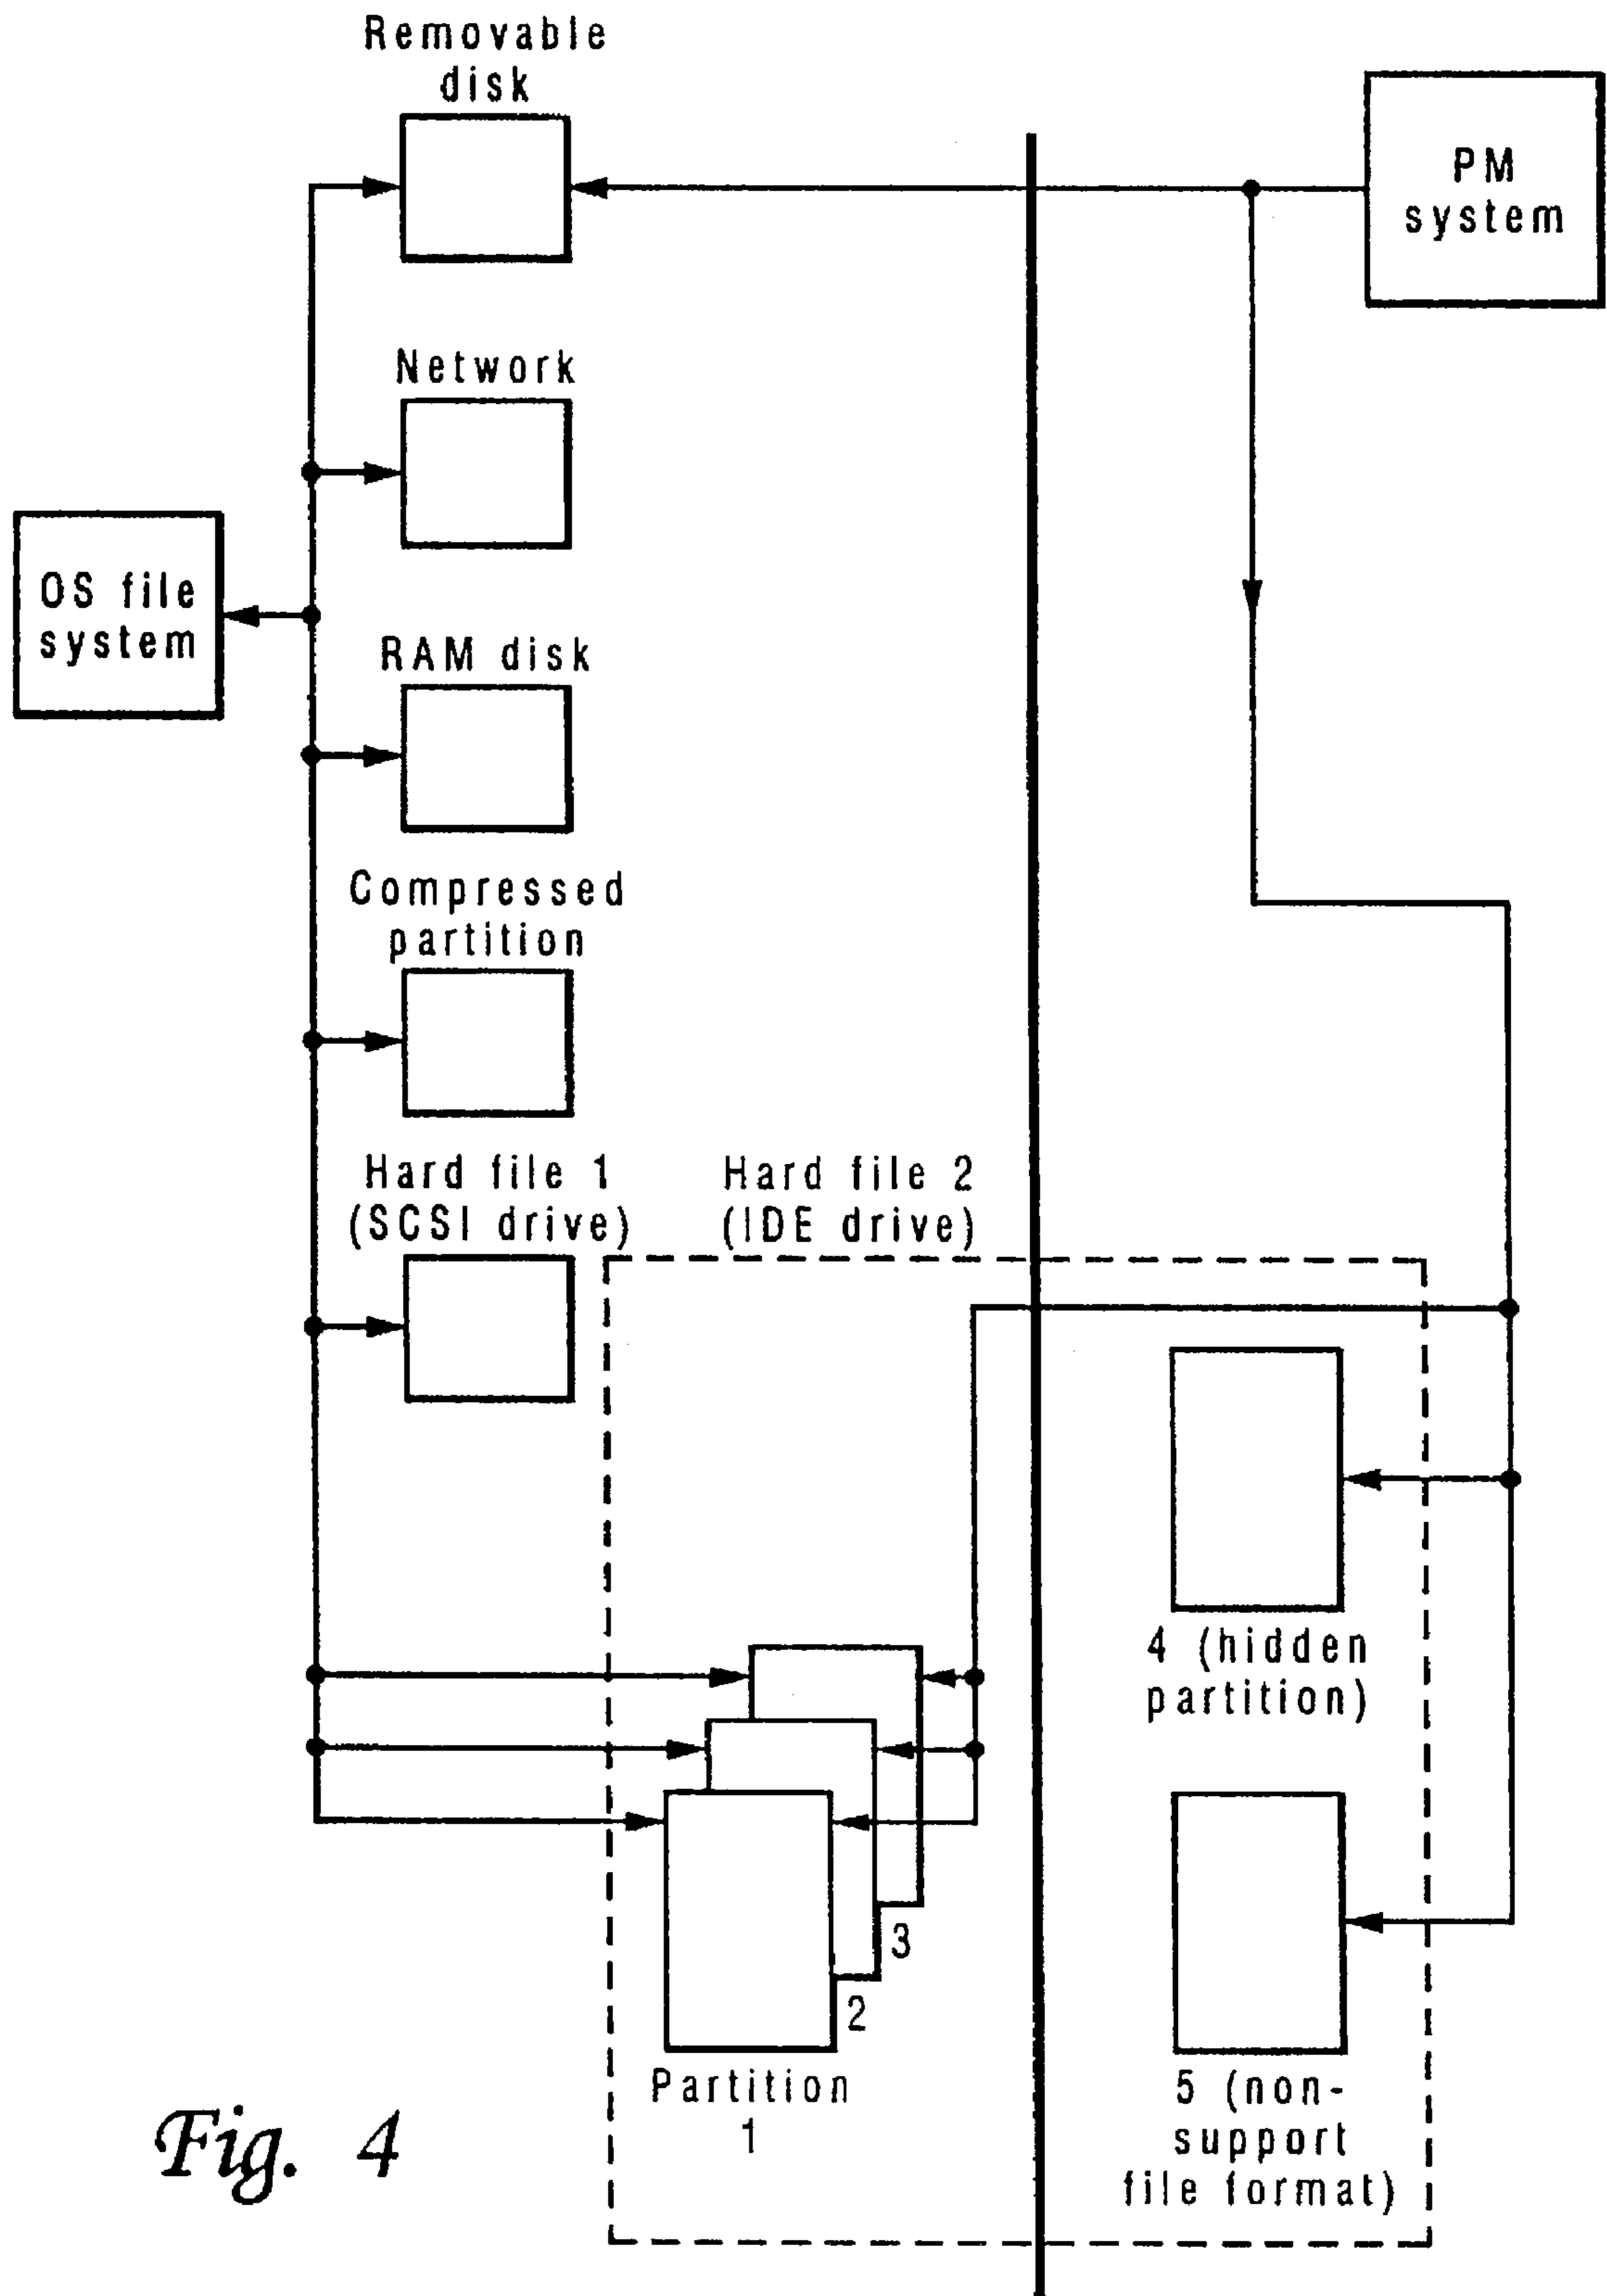 Removable
disk
PM
system
Network
OS file
system
RAM disk
Compressed
partition
Hard file 1
(SCSI drive)
Hard file 2
(IDE drive)
4 (hidden
partition)
3
2
Partition
1
5 (non-
support
file format)
Fig. 4